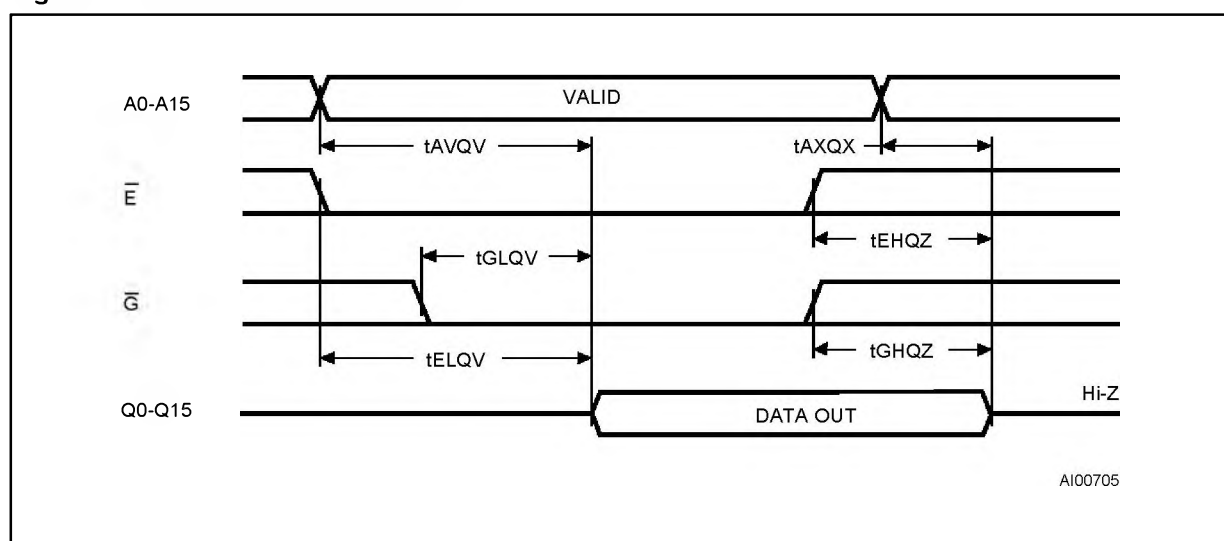 A0-A15
VALID
tAVQV
tAXQX
E̅
tEHQZ
tGLQV
G̅
tGHQZ
tELQV
Q0-Q15
Hi-Z
DATA OUT
AI00705